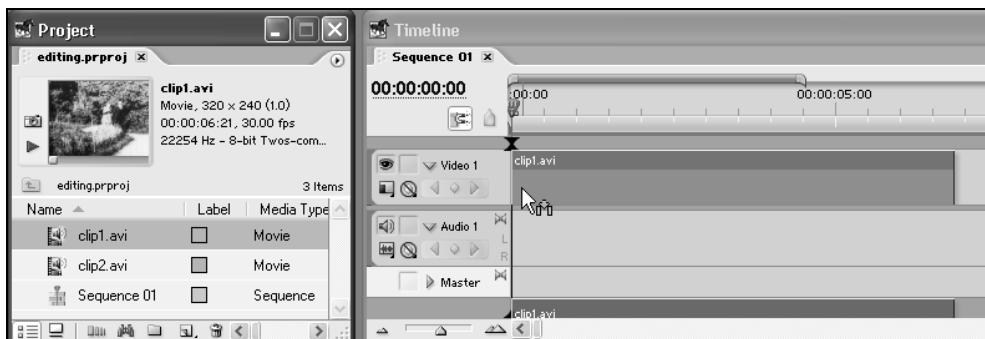 Project
editing.prproj
clip1.avi
Movie, 320 × 240 (1.0)
00:00:06:21, 30.00 fps
22254 Hz - 8-bit Twos-com...
editing.prproj 3 Items
Name Label Media Type
clip1.avi Movie
clip2.avi Movie
Sequence 01 Sequence
Timeline
Sequence 01
00:00:00:00
:00:00 00:00:05:00
Video 1
clip1.avi
Audio 1
L
R
Master
clip1.avi